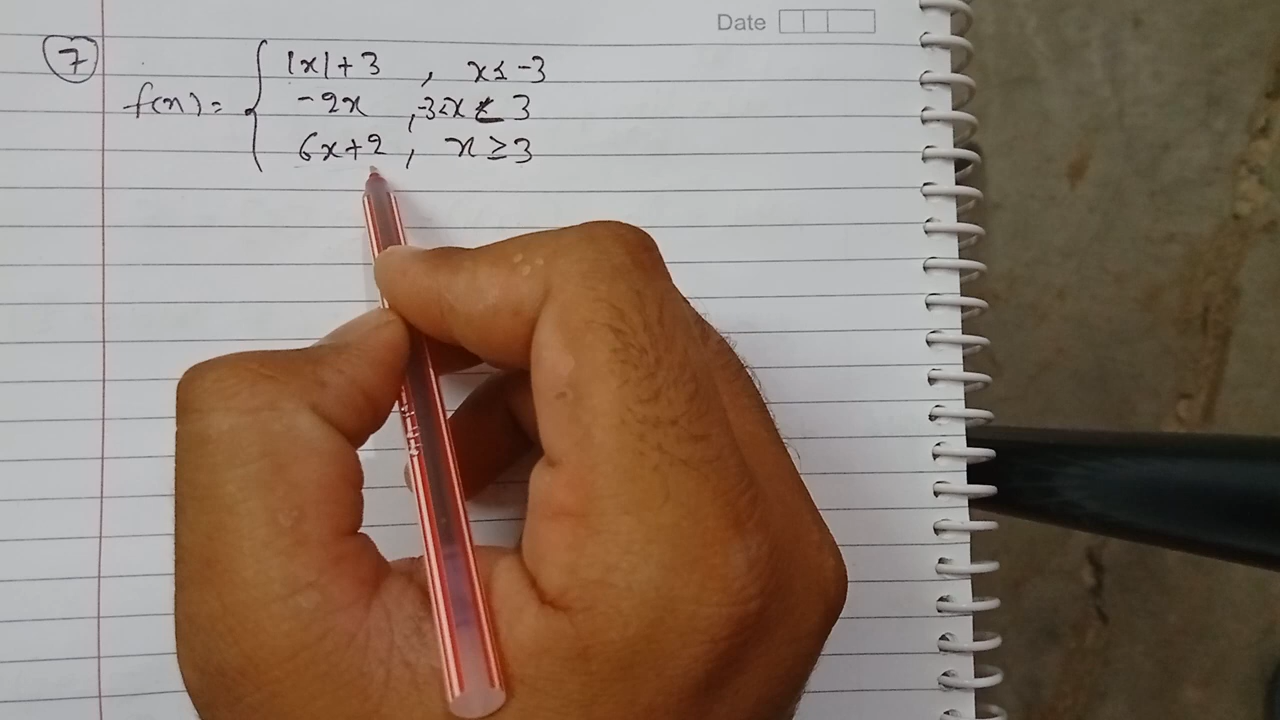 Date
7
f(x) = { |x|+3 , x ≤ -3
-2x , -3<x < 3
6x+2 , x ≥ 3